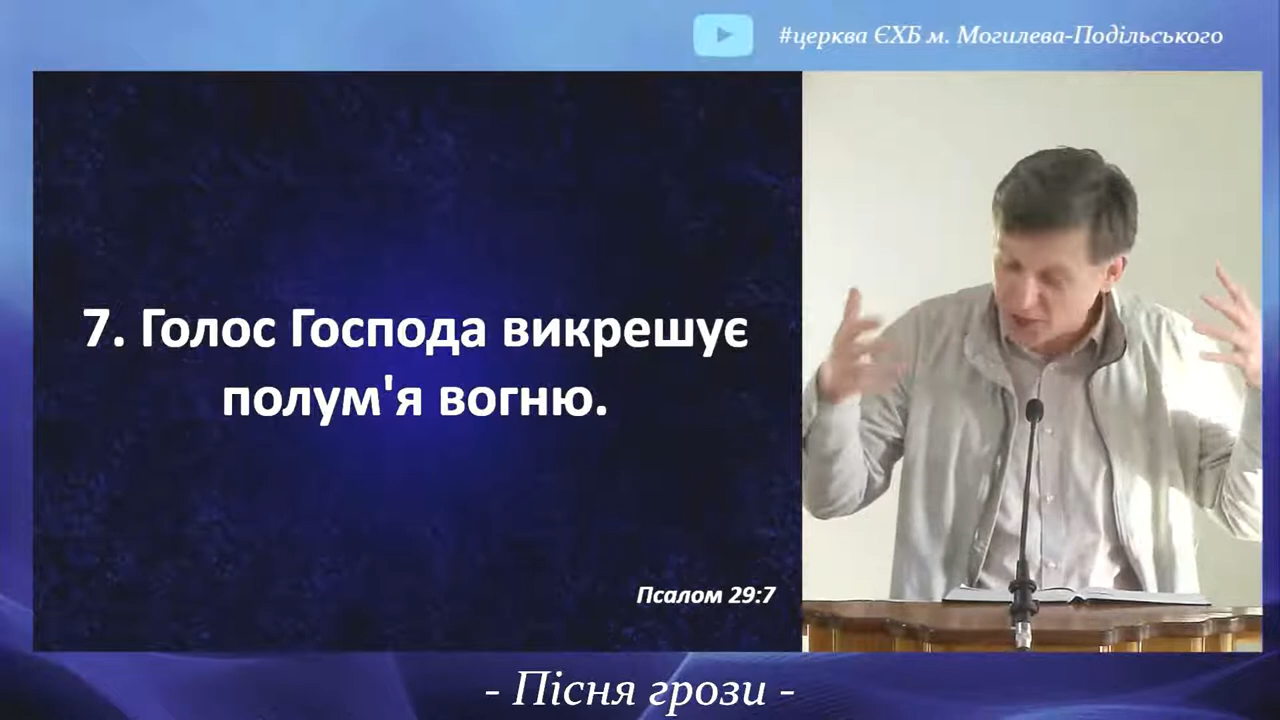 #церква ЄХБ м. Могилева-Подільського
7. Голос Господа викрешує
полум'я вогню.
Псалом 29:7
- Пісня грози -